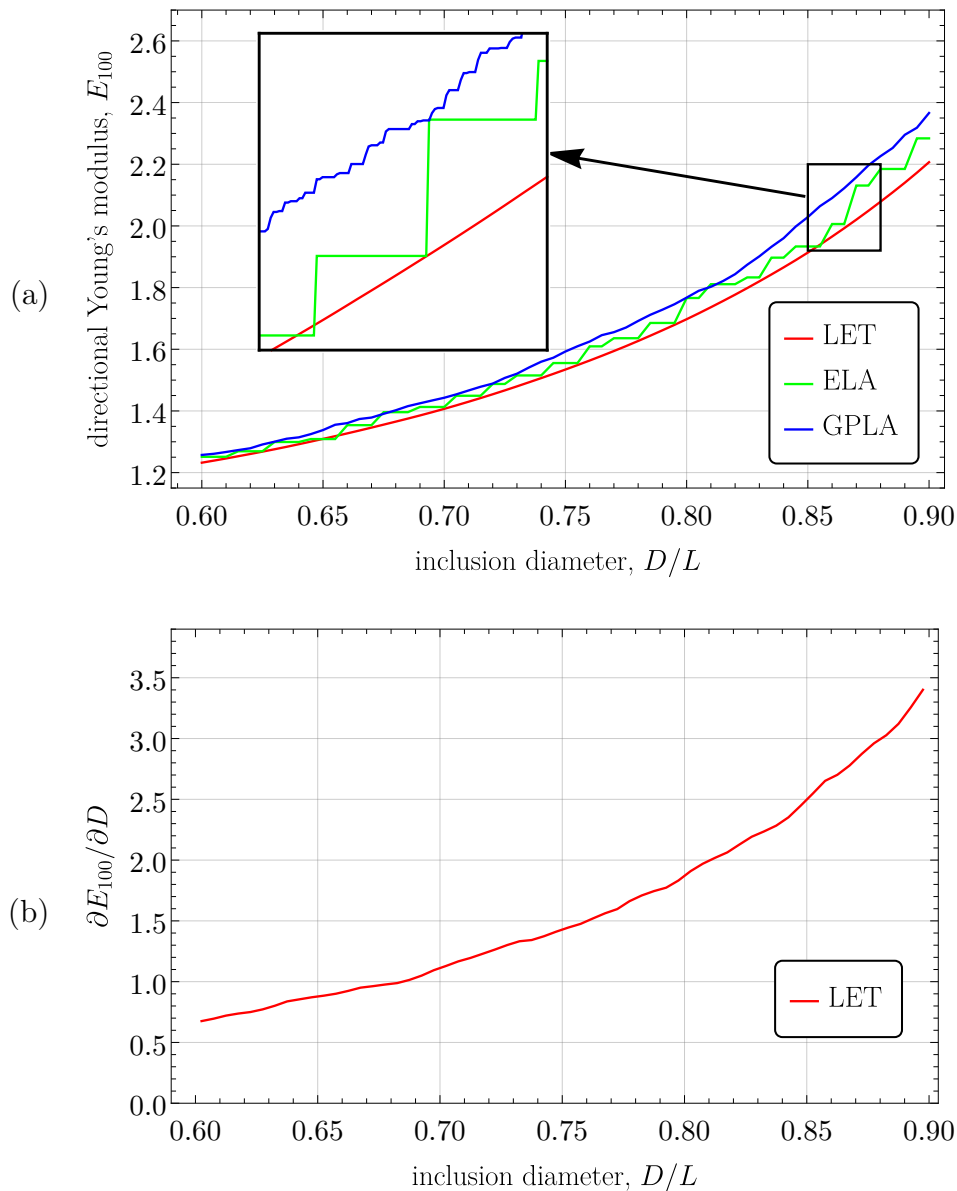 (a)
directional Young's modulus, E₁₀₀
2.6
2.4
2.2
2.0
1.8
1.6
1.4
1.2
LET
ELA
GPLA
0.60 0.65 0.70 0.75 0.80 0.85 0.90
inclusion diameter, D/L
(b)
∂E₁₀₀/∂D
3.5
3.0
2.5
2.0
1.5
1.0
0.5
0.0
LET
0.60 0.65 0.70 0.75 0.80 0.85 0.90
inclusion diameter, D/L